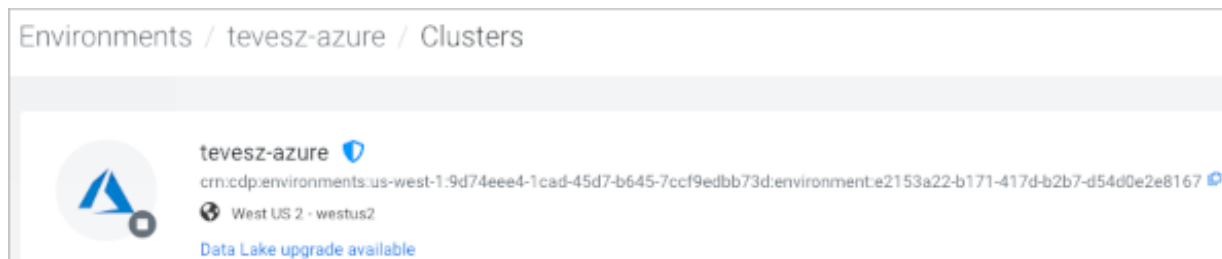 Environments / tevesz-azure / Clusters
tevesz-azure
crn:cdp:environments:us-west-1:9d74eee4-1cad-45d7-b645-7ccf9edbb73d:environment:e2153a22-b171-417d-b2b7-d54d0e2e8167
West US 2 - westus2
Data Lake upgrade available